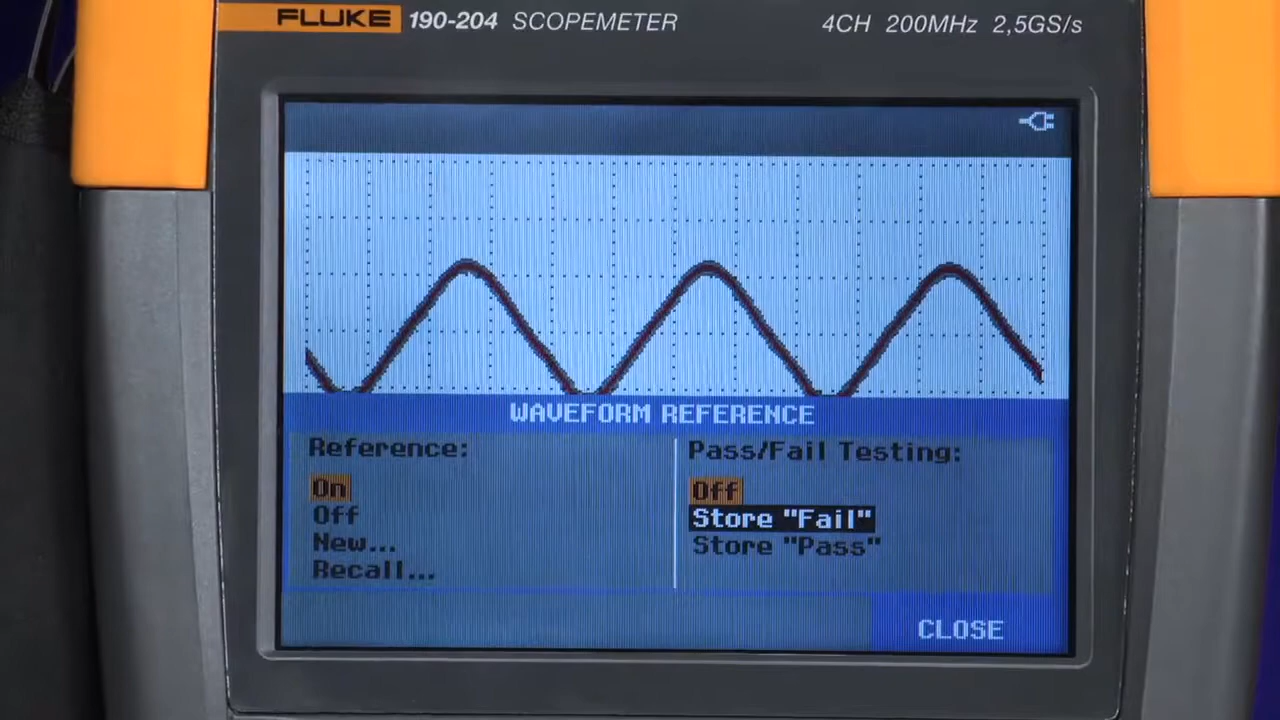 FLUKE 190-204 SCOPEMETER 4CH 200MHz 2,5GS/s
WAVEFORM REFERENCE
Reference:
On
Off
New...
Recall...
Pass/Fail Testing:
Off
Store "Fail"
Store "Pass"
CLOSE